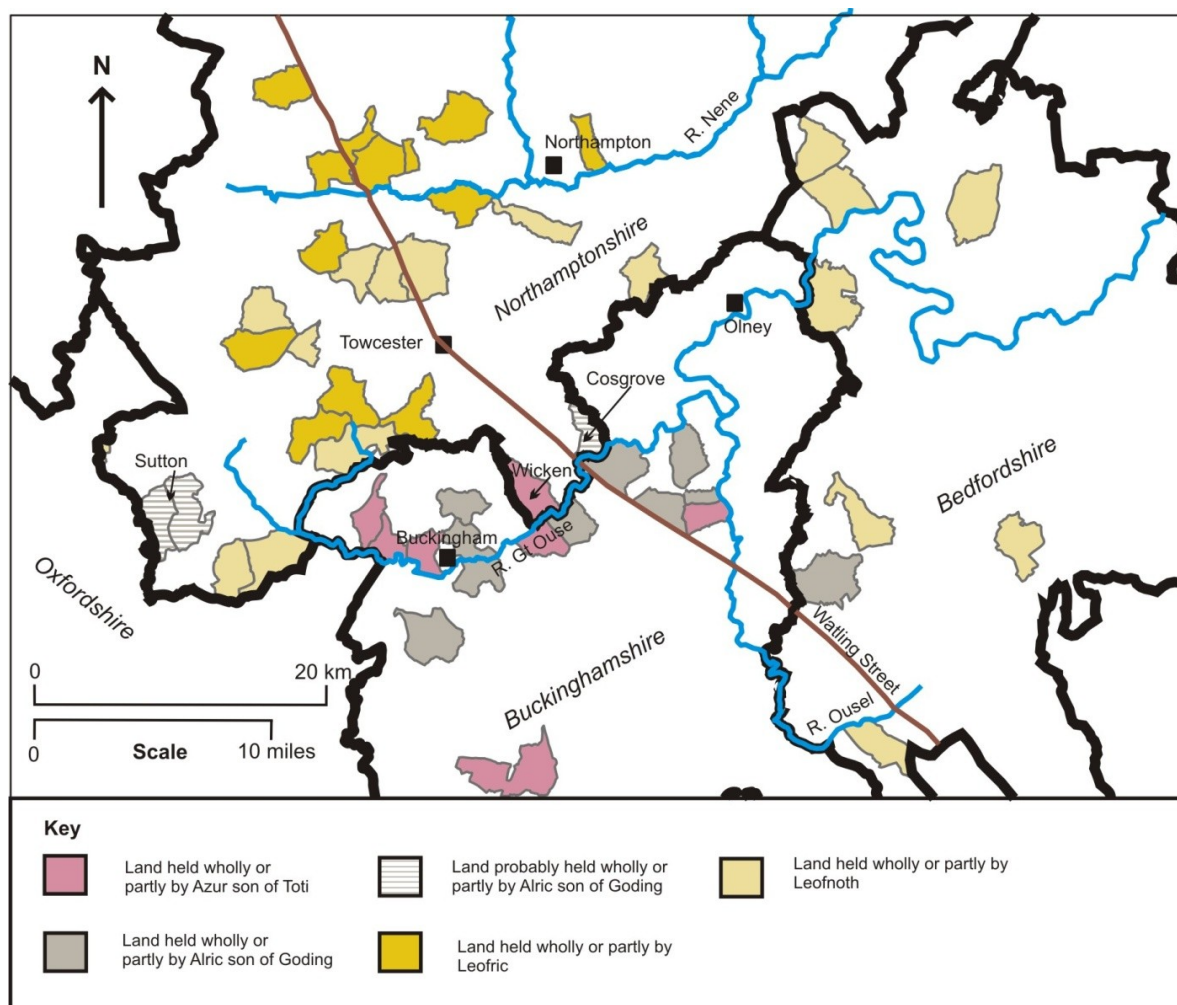 N
Northampton
R. Nene
Northamptonshire
Towcester
Olney
Cosgrove
Sutton
Wicken
Buckingham
R. Gt Ouse
Bedfordshire
Oxfordshire
Watling Street
Buckinghamshire
R. Ousel
0 20 km
0 Scale 10 miles
Key
Land held wholly or
partly by Azur son of Toti
Land probably held wholly or
partly by Alric son of Goding
Land held wholly or partly by
Leofnoth
Land held wholly or
partly by Alric son of Goding
Land held wholly or partly by
Leofric